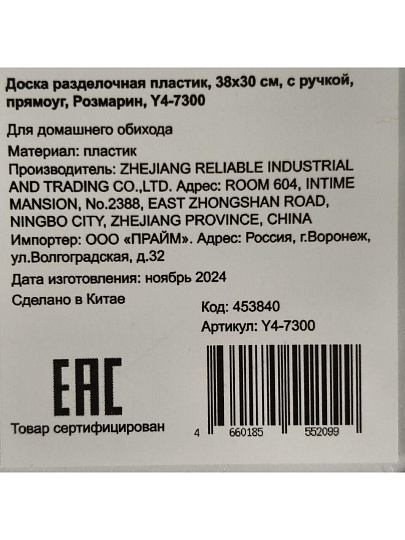 Доска разделочная пластик, 38х30 см, с ручкой,
прямоуг, Розмарин, Y4-7300
Для домашнего обихода
Материал: пластик
Производитель: ZHEJIANG RELIABLE INDUSTRIAL
AND TRADING CO.,LTD. Адрес: ROOM 604, INTIME
MANSION, No.2388, EAST ZHONGSHAN ROAD,
NINGBO CITY, ZHEJIANG PROVINCE, CHINA
Импортер: ООО «ПРАЙМ». Адрес: Россия, г.Воронеж,
ул.Волгоградская, д.32
Дата изготовления: ноябрь 2024
Сделано в Китае
Код: 453840
Артикул: Y4-7300
EAC
Товар сертифицирован
4 660185 552099